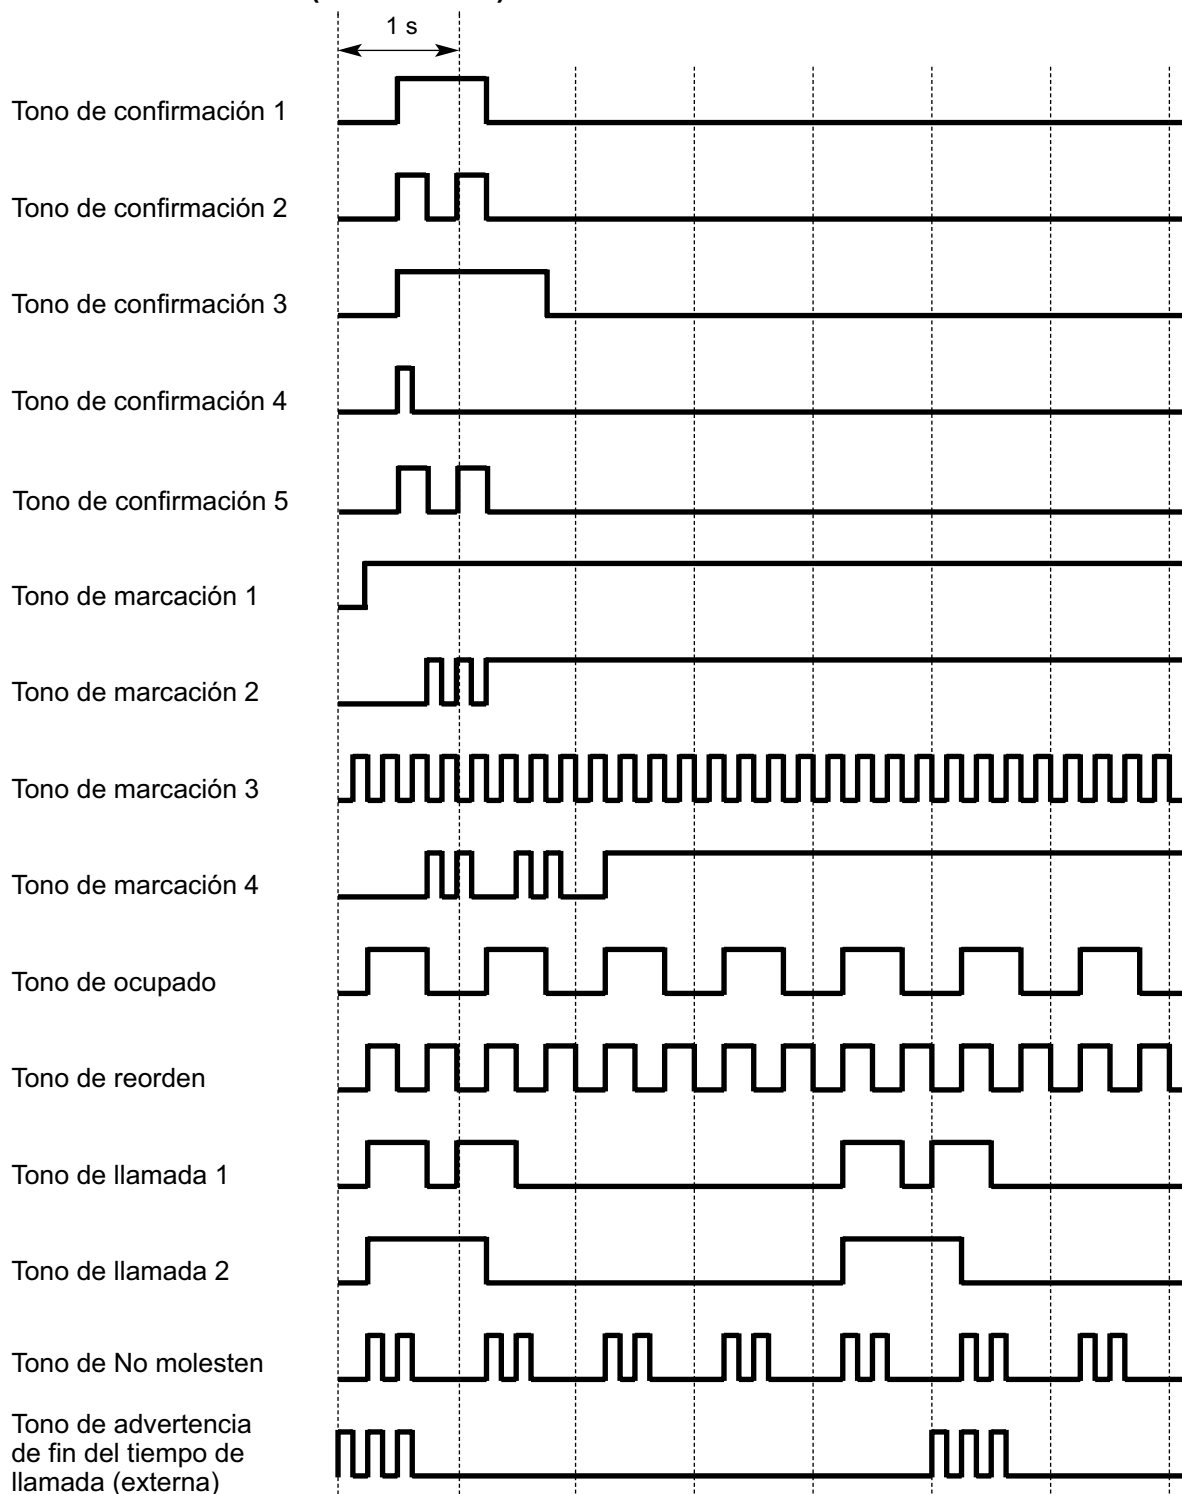 1 s
Tono de confirmación 1
Tono de confirmación 2
Tono de confirmación 3
Tono de confirmación 4
Tono de confirmación 5
Tono de marcación 1
Tono de marcación 2
Tono de marcación 3
Tono de marcación 4
Tono de ocupado
Tono de reorden
Tono de llamada 1
Tono de llamada 2
Tono de No molesten
Tono de advertencia
de fin del tiempo de
llamada (externa)